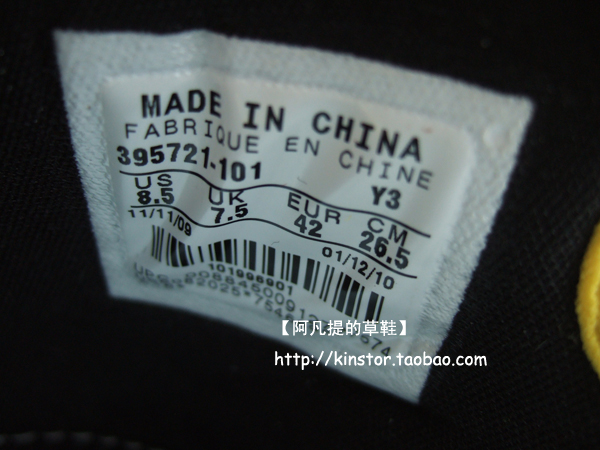 MADE IN CHINA
FABRIQUE EN CHINE
395721-101 Y3
US UK EUR CM
8.5 7.5 42 26.5
11/11/09 01/12/10
101998901
【阿凡提的草鞋】
http://kinstor.taobao.com